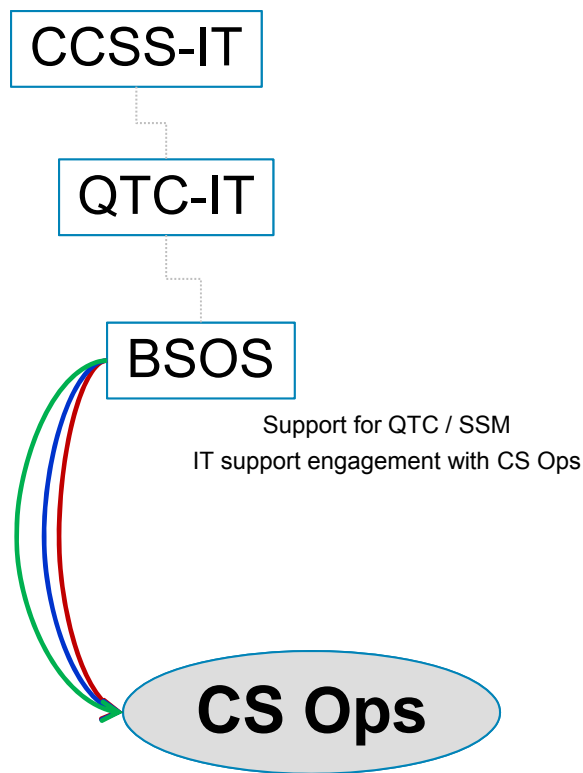 CCSS-IT
QTC-IT
BSOS
Support for QTC / SSM
IT support engagement with CS Ops
CS Ops